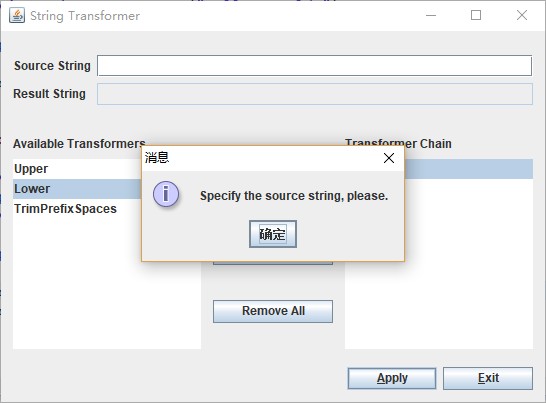 String Transformer
Source String
Result String
Available Transformers
Transformer Chain
Upper
Lower
TrimPrefixSpaces
消息
Specify the source string, please.
确定
Remove All
Apply
Exit